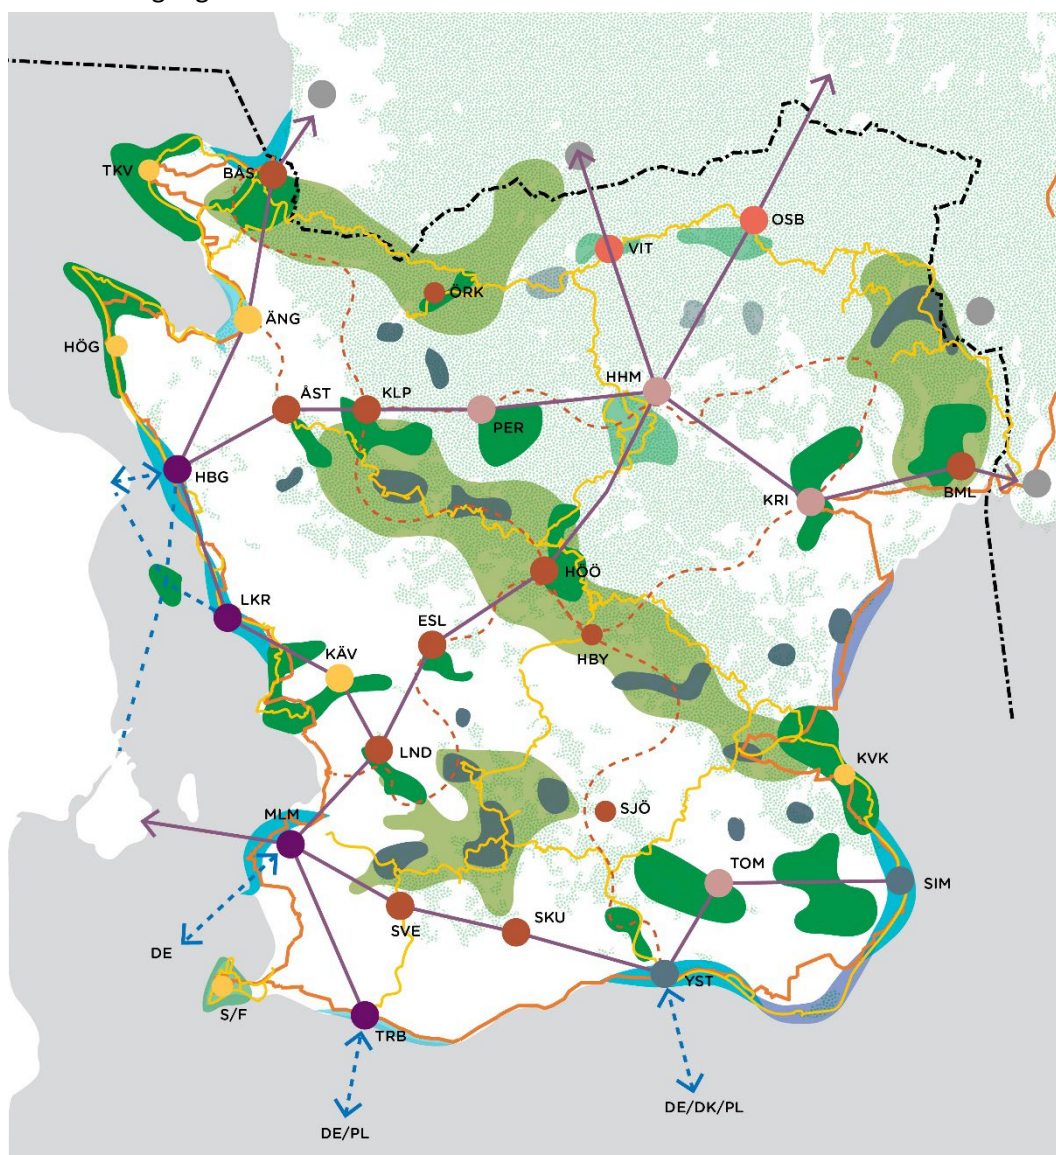 TKV
BÅS
OSB
VIT
ÖRK
ÄNG
HÖG
HHM
ÅST
KLP
PER
HBG
KRI
BML
HÖÖ
LKR
ESL
HBY
KÄV
LND
KVK
MLM
SJÖ
TOM
SIM
SKU
SVE
DE
YST
S/F
TRB
DE/DK/PL
DE/PL